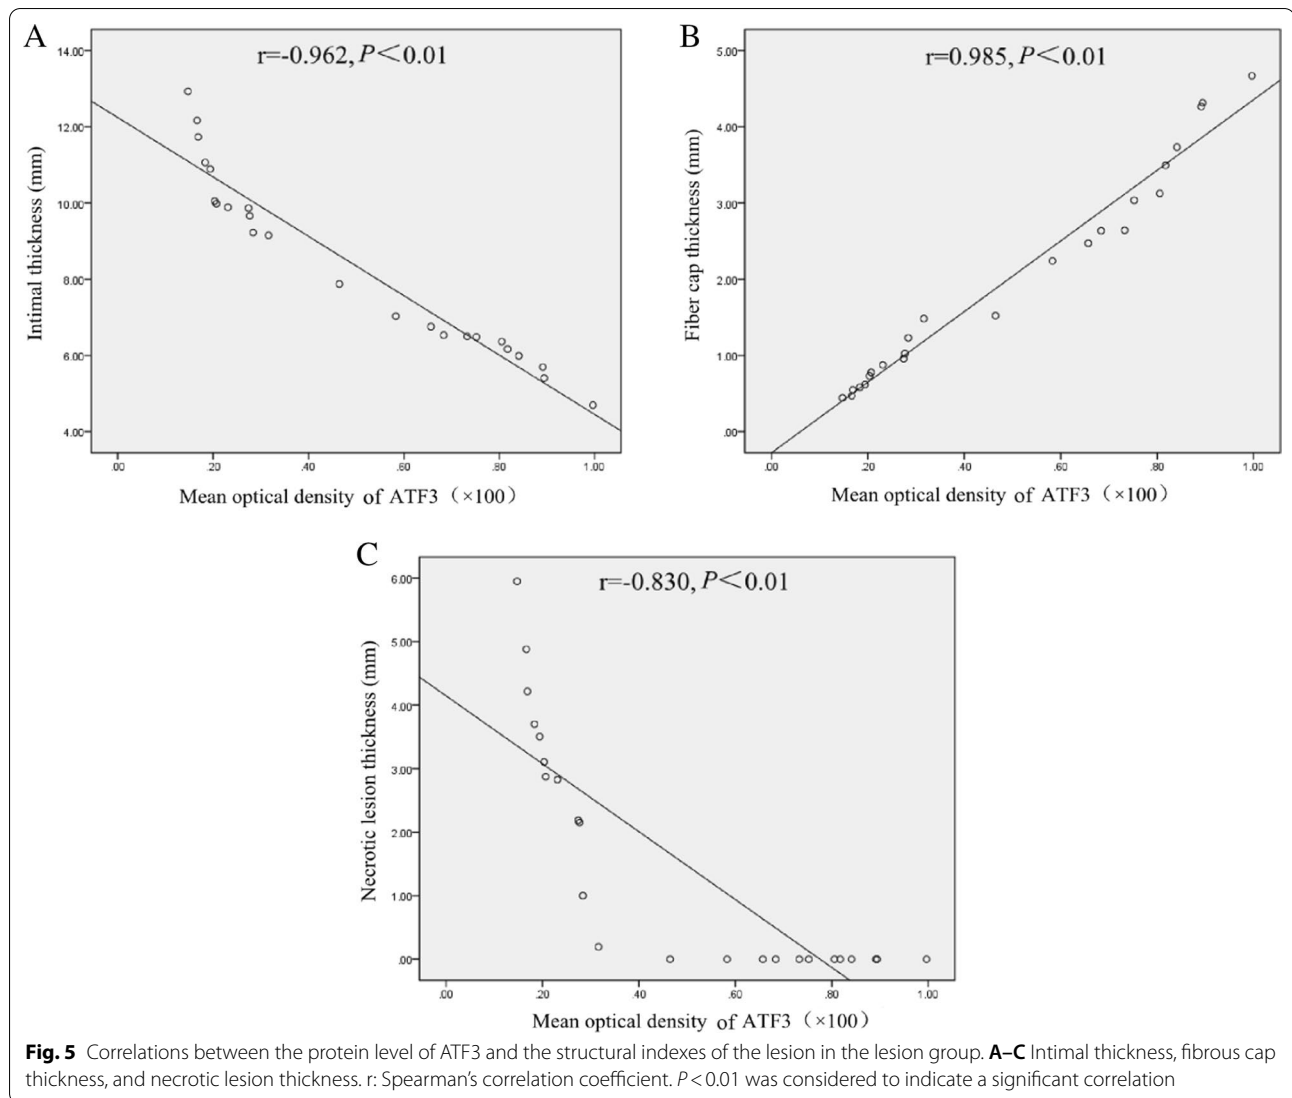 A
r=-0.962, P<0.01
14.00
12.00
10.00
8.00
6.00
4.00
Intimal thickness (mm)
.00 .20 .40 .60 .80 1.00
Mean optical density of ATF3 (×100)
B
r=0.985, P<0.01
5.00
4.00
3.00
2.00
1.00
.00
Fiber cap thickness (mm)
.00 .20 .40 .60 .80 1.00
Mean optical density of ATF3 (×100)
C
r=-0.830, P<0.01
6.00
5.00
4.00
3.00
2.00
1.00
.00
Necrotic lesion thickness (mm)
.00 .20 .40 .60 .80 1.00
Mean optical density of ATF3 (×100)
Fig. 5 Correlations between the protein level of ATF3 and the structural indexes of the lesion in the lesion group. A–C Intimal thickness, fibrous cap
thickness, and necrotic lesion thickness. r: Spearman's correlation coefficient. P < 0.01 was considered to indicate a significant correlation